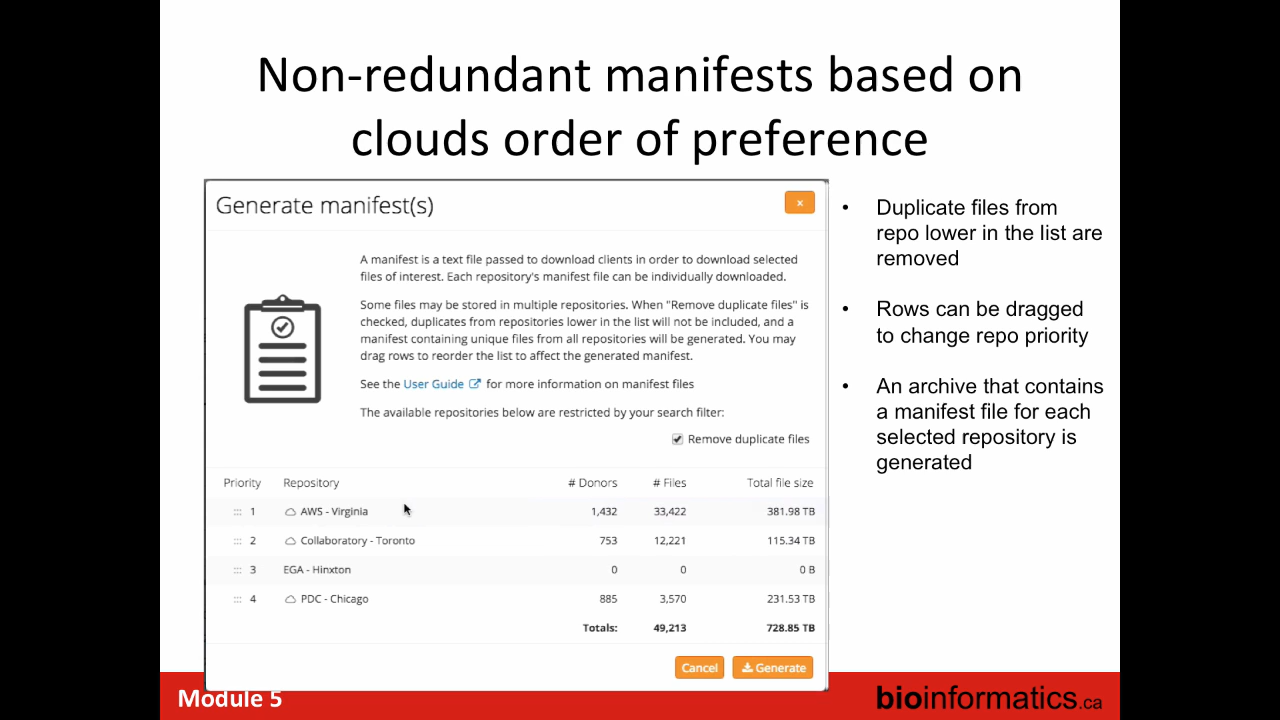 Non-redundant manifests based on
clouds order of preference
Generate manifest(s)
x
A manifest is a text file passed to download clients in order to download selected
files of interest. Each repository's manifest file can be individually downloaded.
Some files may be stored in multiple repositories. When "Remove duplicate files" is
checked, duplicates from repositories lower in the list will not be included, and a
manifest containing unique files from all repositories will be generated. You may
drag rows to reorder the list to affect the generated manifest.
See the User Guide for more information on manifest files
The available repositories below are restricted by your search filter:
Remove duplicate files
Priority Repository # Donors # Files Total file size
1 AWS - Virginia 1,432 33,422 381.98 TB
2 Collaboratory - Toronto 753 12,221 115.34 TB
3 EGA - Hinxton 0 0 0 B
4 PDC - Chicago 885 3,570 231.53 TB
Totals: 49,213 728.85 TB
Cancel Generate
• Duplicate files from
repo lower in the list are
removed
• Rows can be dragged
to change repo priority
• An archive that contains
a manifest file for each
selected repository is
generated
Module 5
bioinformatics.ca